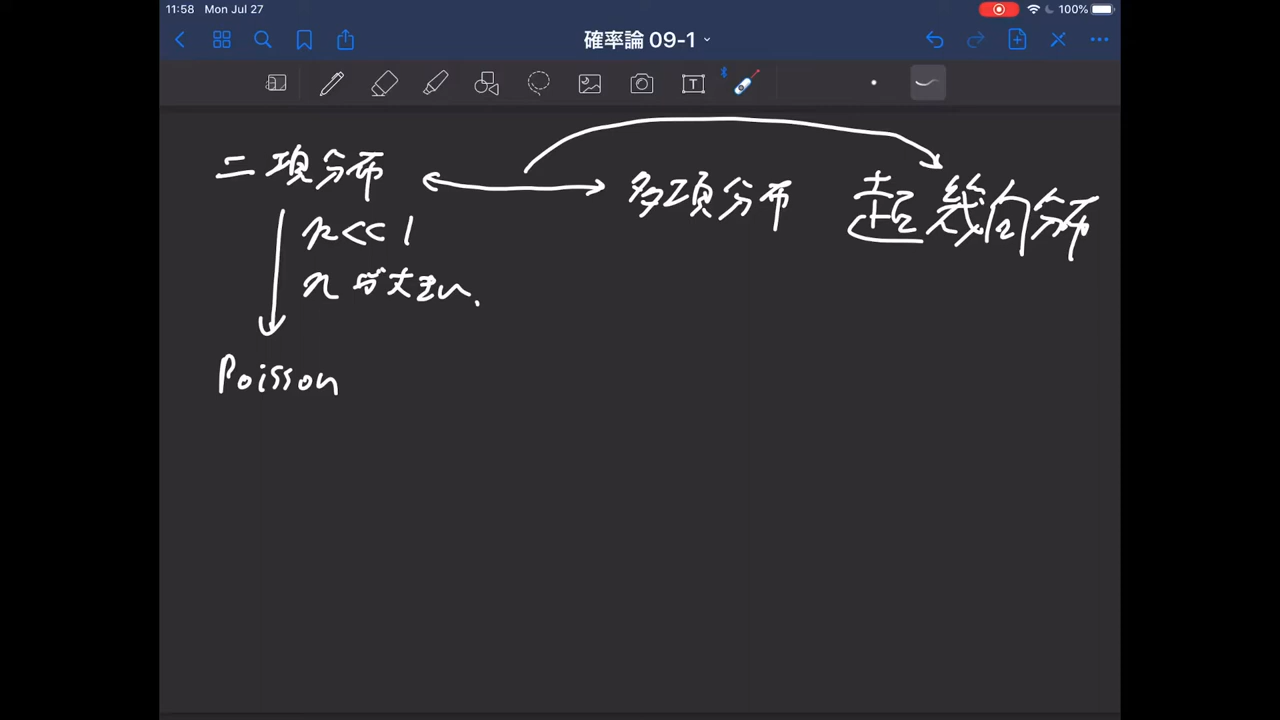 11:58 Mon Jul 27 100%
確率論 09-1
T
二項分布 多項分布 超幾何分布
n << 1
n が大きい.
Poisson